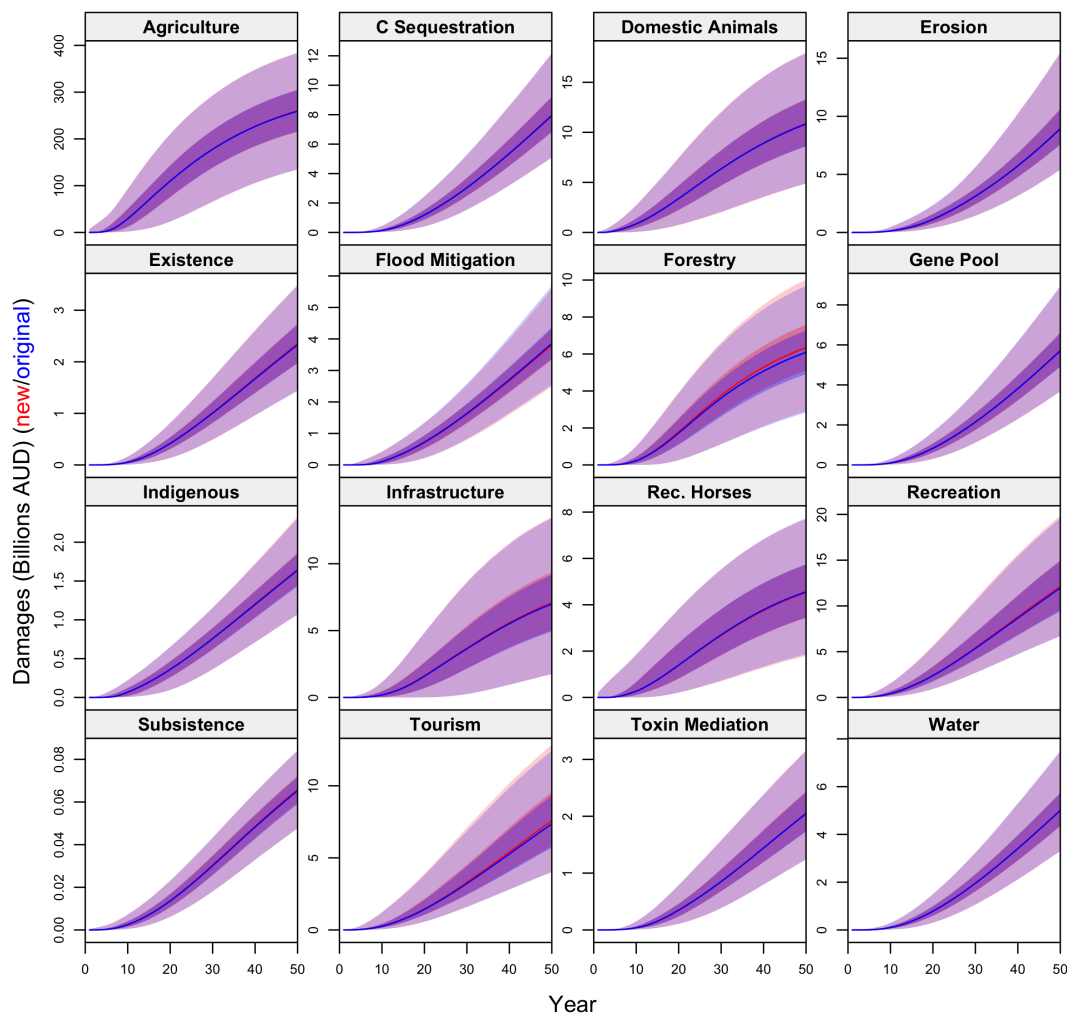 Agriculture
C Sequestration
Domestic Animals
Erosion
0 100 200 300 400
0 2 4 6 8 10 12
0 5 10 15
0 5 10 15
Existence
Flood Mitigation
Forestry
Gene Pool
0 1 2 3
0 1 2 3 4 5
0 2 4 6 8 10
0 2 4 6 8
Damages (Billions AUD) (new/original)
Indigenous
Infrastructure
Rec. Horses
Recreation
0.0 0.5 1.0 1.5 2.0
0 5 10
0 2 4 6 8
0 5 10 15 20
Subsistence
Tourism
Toxin Mediation
Water
0.00 0.02 0.04 0.06 0.08
0 5 10
0 1 2 3
0 2 4 6
0 10 20 30 40 50
0 10 20 30 40 50
0 10 20 30 40 50
0 10 20 30 40 50
Year